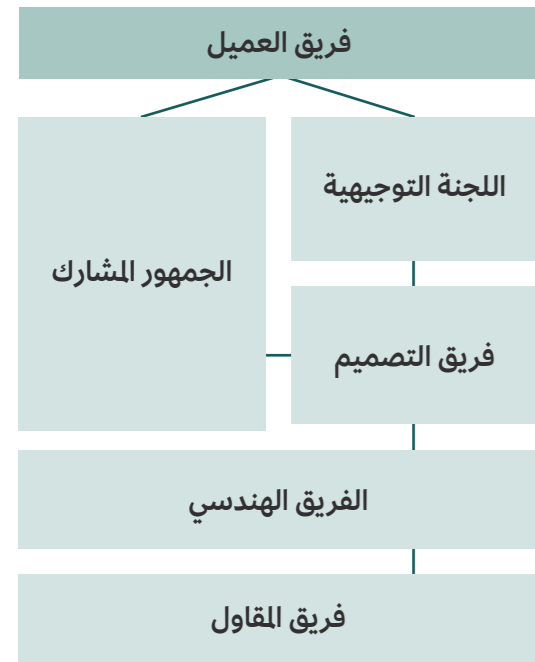 فريق العميل
اللجنة التوجيهية
الجمهور المشارك
فريق التصميم
الفريق الهندسي
فريق المقاول